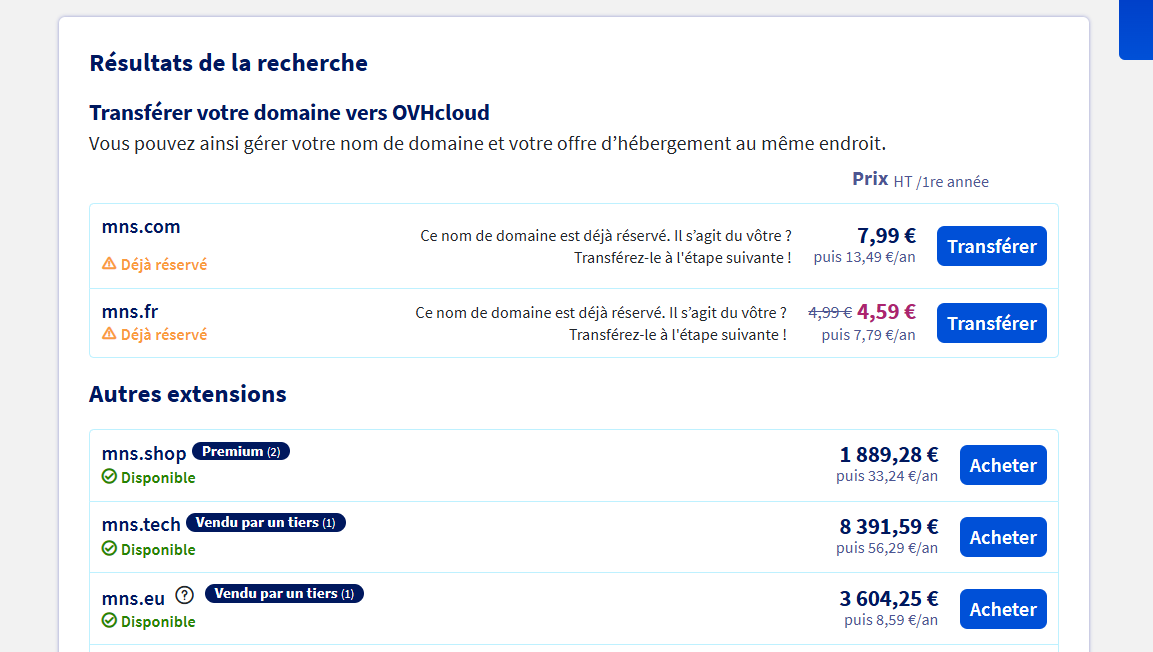 Résultats de la recherche
Transférer votre domaine vers OVHcloud
Vous pouvez ainsi gérer votre nom de domaine et votre offre d’hébergement au même endroit.
Prix HT /1re année
mns.com
Déjà réservé
Ce nom de domaine est déjà réservé. Il s’agit du vôtre ?
Transférez-le à l'étape suivante !
7,99 €
puis 13,49 €/an
Transférer
mns.fr
Déjà réservé
Ce nom de domaine est déjà réservé. Il s’agit du vôtre ?
Transférez-le à l'étape suivante !
4,99 € 4,59 €
puis 7,79 €/an
Transférer
Autres extensions
mns.shop Premium (2)
Disponible
1 889,28 €
puis 33,24 €/an
Acheter
mns.tech Vendu par un tiers (1)
Disponible
8 391,59 €
puis 56,29 €/an
Acheter
mns.eu ? Vendu par un tiers (1)
Disponible
3 604,25 €
puis 8,59 €/an
Acheter